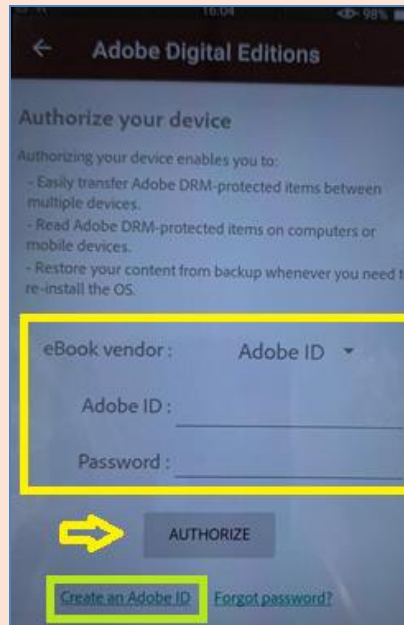 16:04 98%
← Adobe Digital Editions
Authorize your device
Authorizing your device enables you to:
- Easily transfer Adobe DRM-protected items between
multiple devices.
- Read Adobe DRM-protected items on computers or
mobile devices.
- Restore your content from backup whenever you need t
re-install the OS.
eBook vendor : Adobe ID
Adobe ID :
Password :
AUTHORIZE
Create an Adobe ID Forgot password?